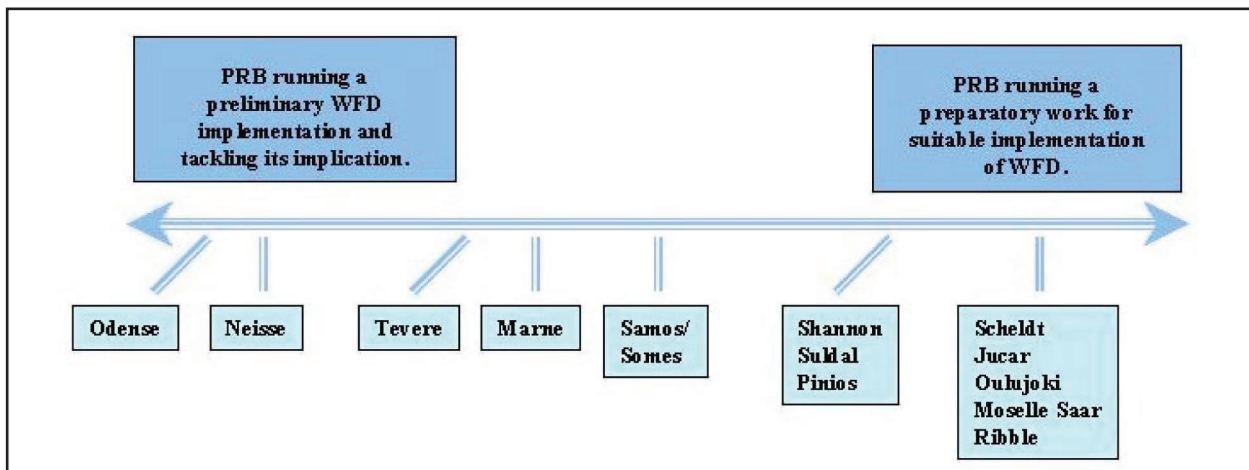 PRB running a
preliminary WFD
implementation and
tackling its implication.
PRB running a
preparatory work for
suitable implementation
of WFD.
Odense
Neisse
Tevere
Marne
Samos/
Somes
Shannon
Suldal
Pinios
Scheldt
Jucar
Oulujoki
Moselle Saar
Ribble